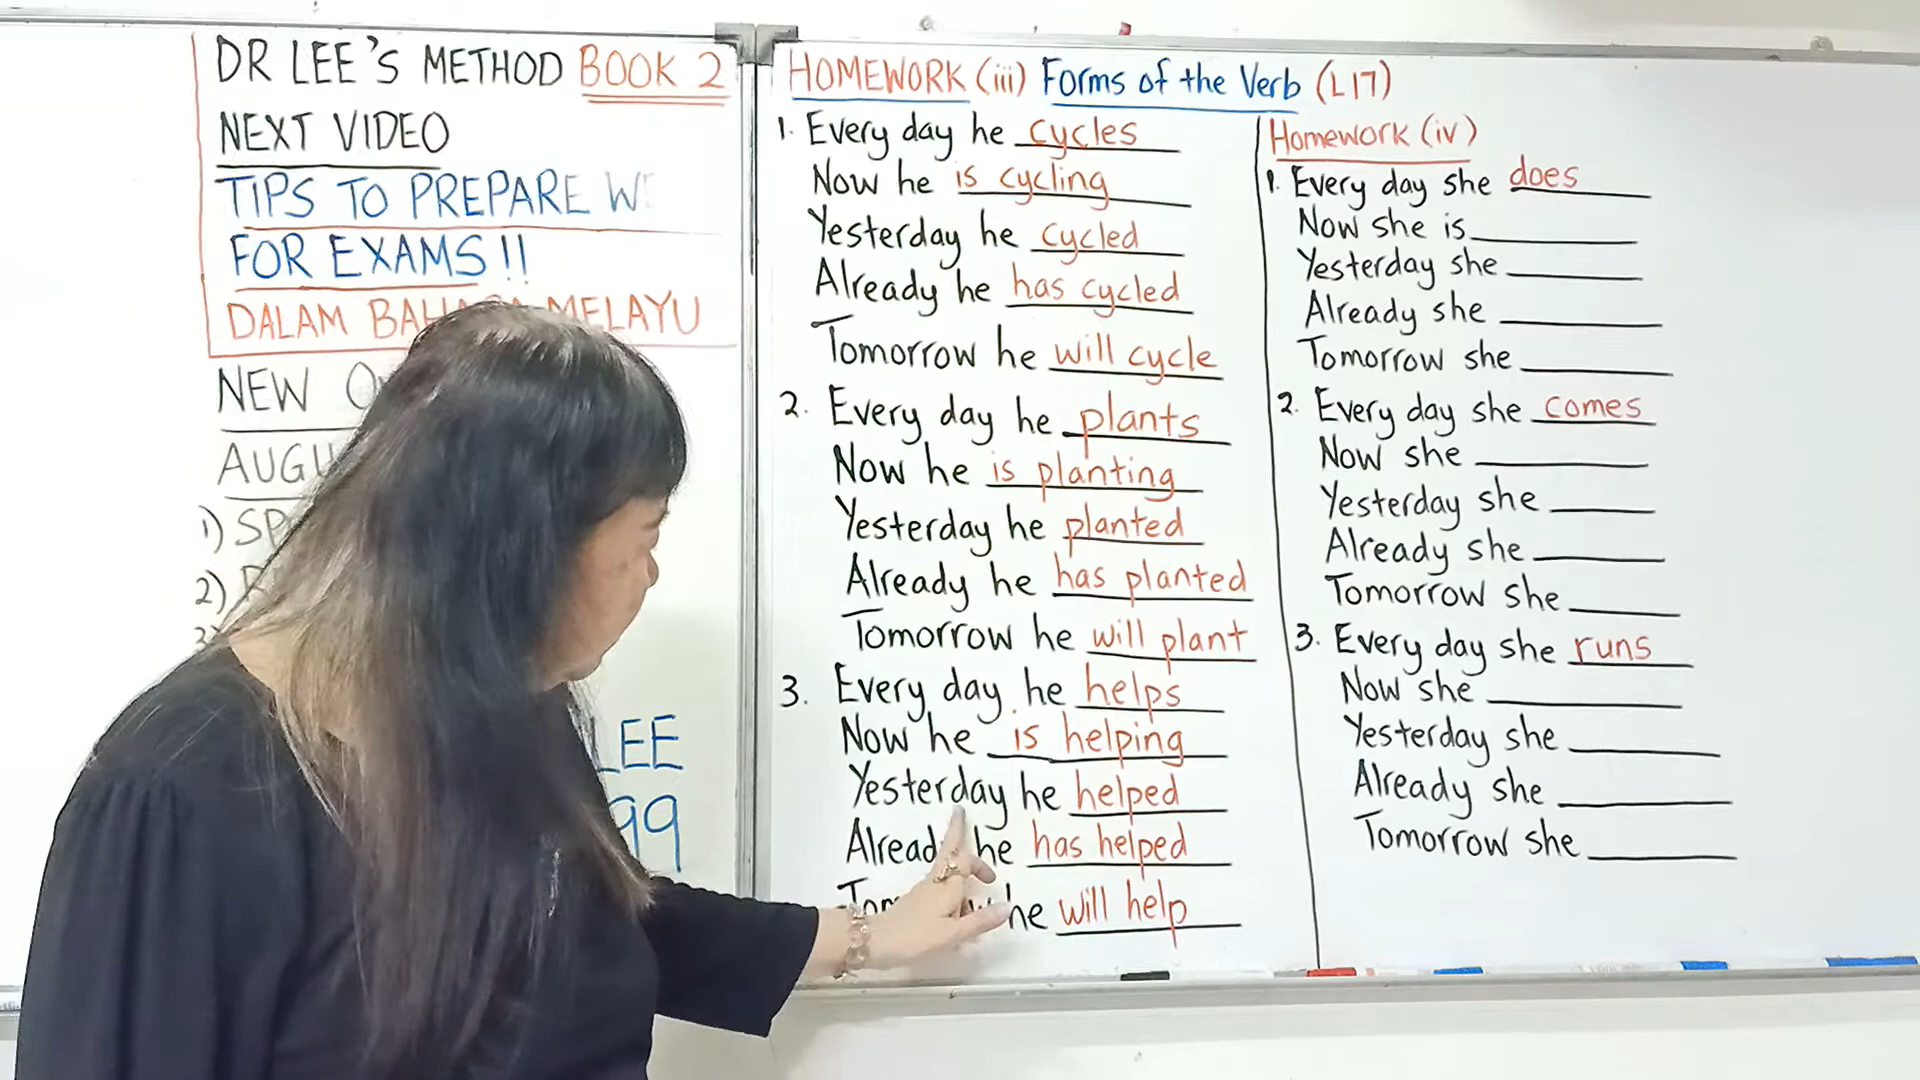 DR LEE'S METHOD BOOK 2
NEXT VIDEO
TIPS TO PREPARE
FOR EXAMS!!
DALAM MELAYU
NEW
1)
2)
LEE
99
HOMEWORK (iii) Forms of the Verb (L17)
1. Every day he cycles
Now he is cycling
Yesterday he cycled
Already he has cycled
Tomorrow he will cycle
2. Every day he plants
Now he is planting
Yesterday he planted
Already he has planted
Tomorrow he will plant
3. Every day he helps
Now he is helping
Yesterday he helped
Already he has helped
he will help
Homework (iv)
1. Every day she does
Now she is
Yesterday she
Already she
Tomorrow she
2. Every day she comes
Now she
Yesterday she
Already she
Tomorrow she
3. Every day she runs
Now she
Yesterday she
Already she
Tomorrow she